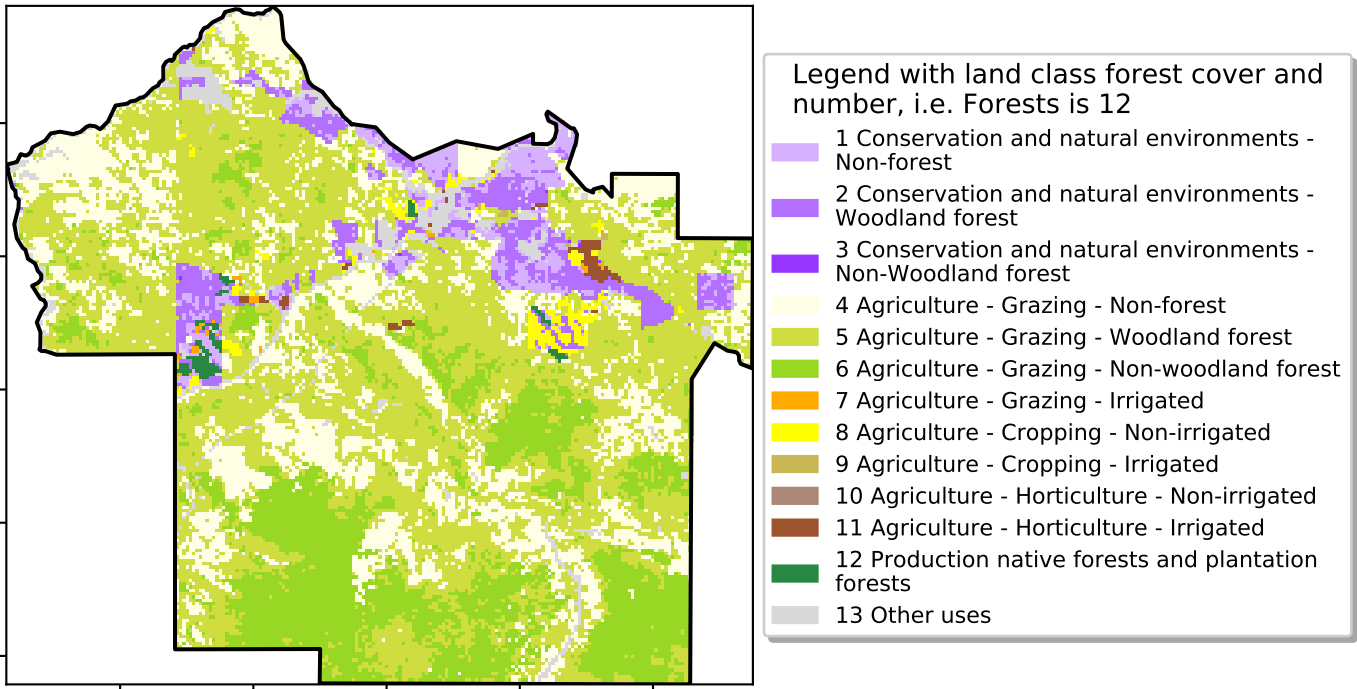 Legend with land class forest cover and
number, i.e. Forests is 12
1 Conservation and natural environments -
Non-forest
2 Conservation and natural environments -
Woodland forest
3 Conservation and natural environments -
Non-Woodland forest
4 Agriculture - Grazing - Non-forest
5 Agriculture - Grazing - Woodland forest
6 Agriculture - Grazing - Non-woodland forest
7 Agriculture - Grazing - Irrigated
8 Agriculture - Cropping - Non-irrigated
9 Agriculture - Cropping - Irrigated
10 Agriculture - Horticulture - Non-irrigated
11 Agriculture - Horticulture - Irrigated
12 Production native forests and plantation
forests
13 Other uses